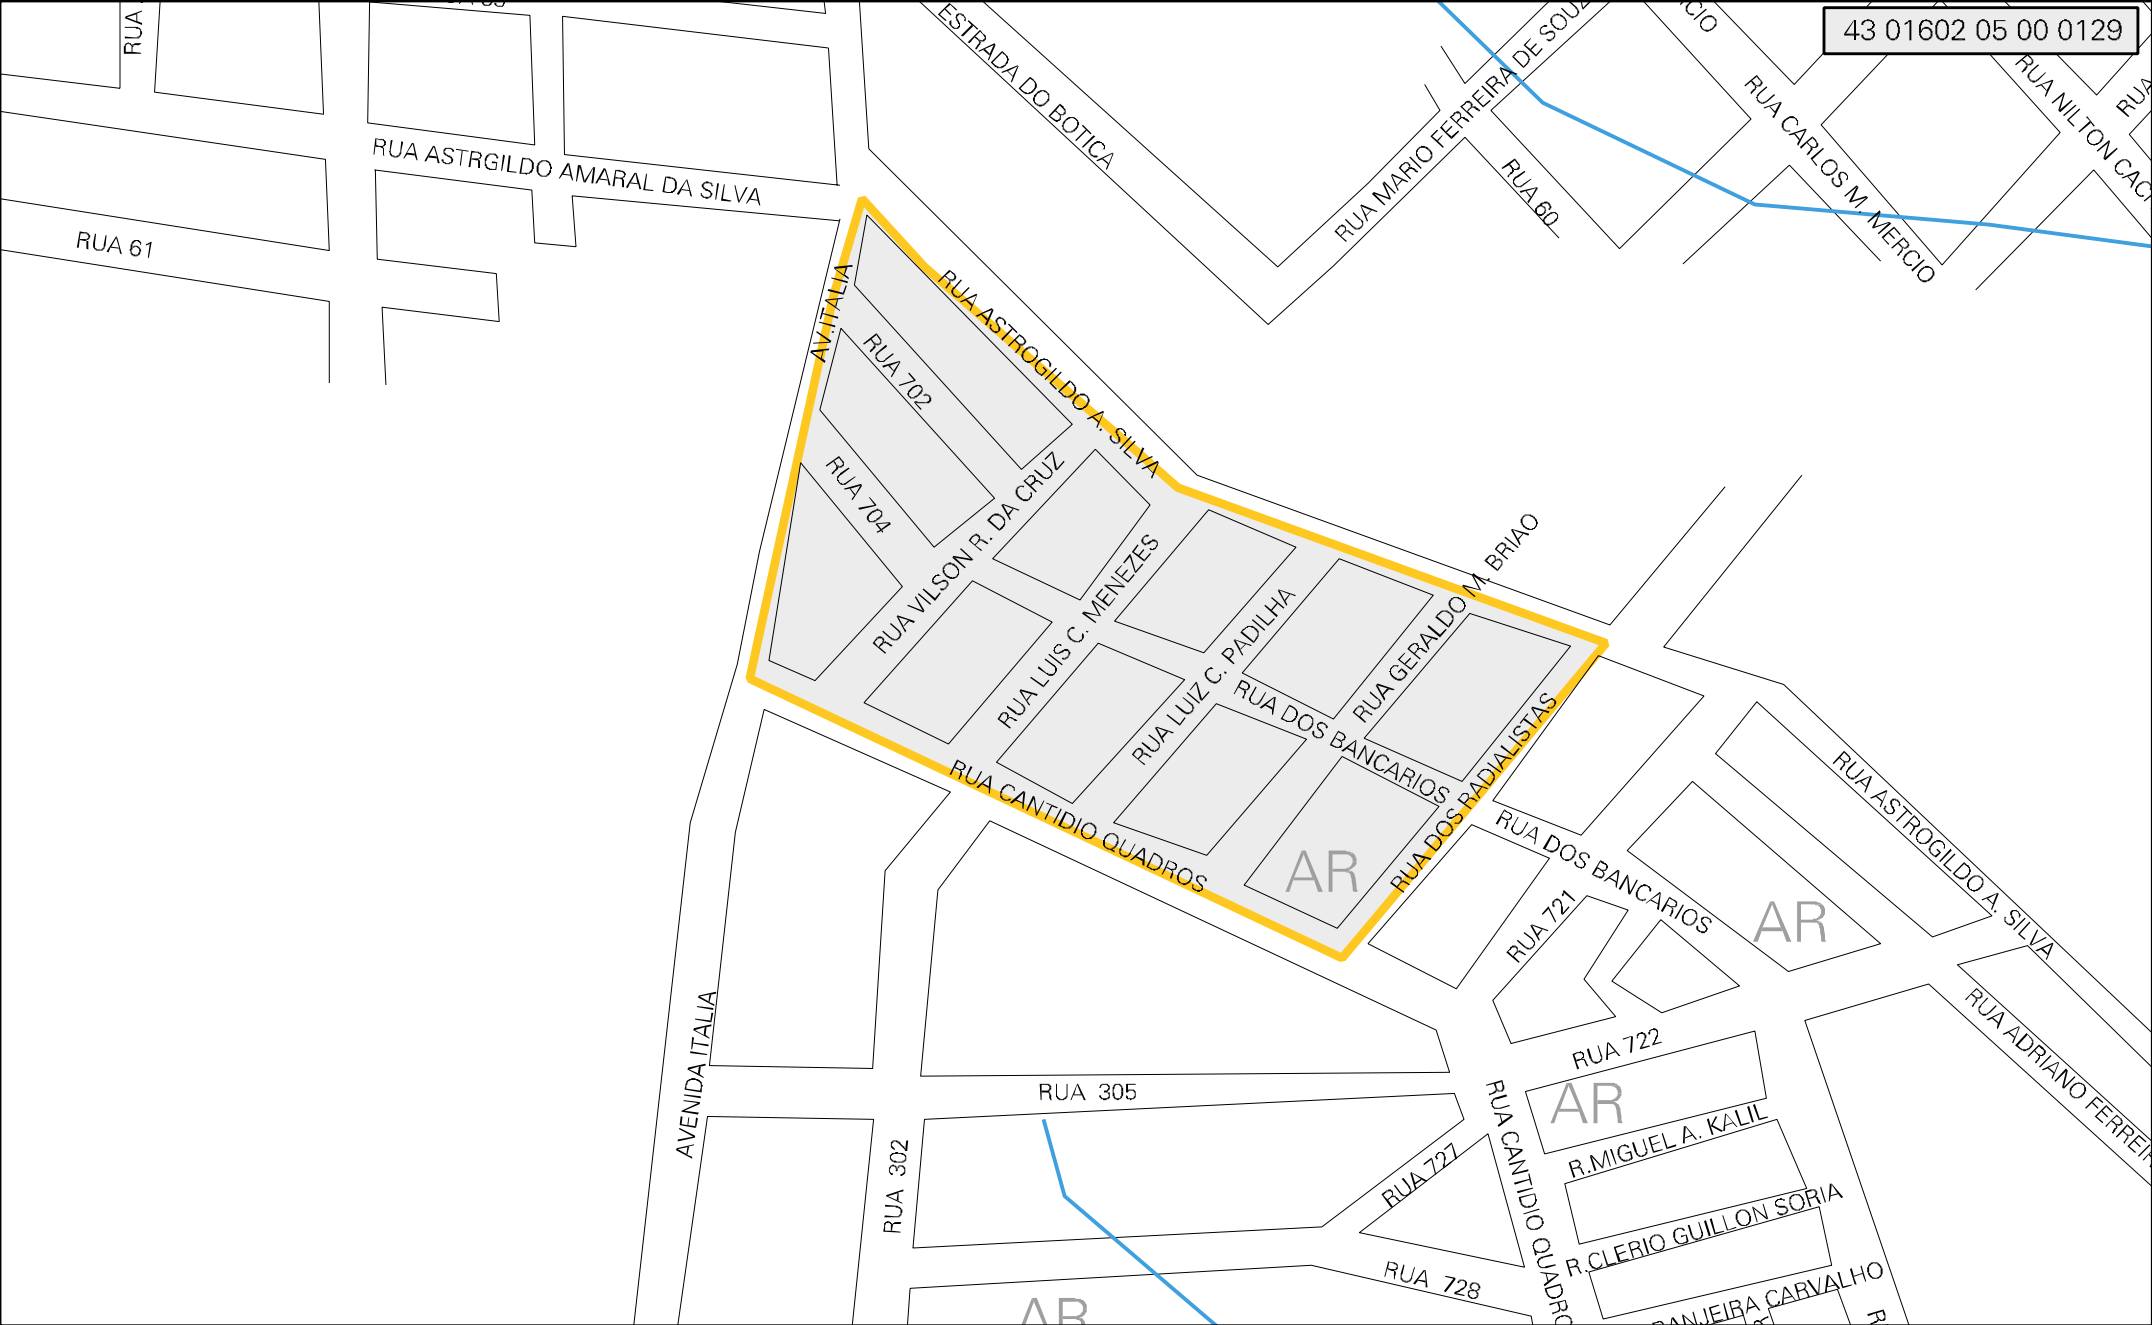 43 01602 05 00 0129
RUA
ESTRADA DO BOTICA
RUA MARIO FERREIRA DE
RUA CARLOS M. MERCIO
RUA NILTON
RUA
RUA 60
RUA ASTRGILDO AMARAL DA SILVA
RUA 61
AV.ITALIA
RUA ASTROGILDO A. SILVA
RUA 702
RUA 704
RUA VILSON R. DA CRUZ
RUA LUIS C. MENEZES
RUA LUIZ C. PADILHA
RUA GERALDO M. BRIAO
RUA DOS BANCARIOS
RUA DOS RADIALISTAS
RUA CANTIDIO QUADROS
AR
RUA DOS BANCARIOS
RUA ASTROGILDO A. SILVA
AR
RUA 721
RUA ADRIANO
RUA 722
AR
AVENIDA ITALIA
RUA 305
RUA 302
RUA 727
RUA 728
RUA CANTIDIO
R.MIGUEL A. KALIL
R.CLERIO GUILLON SORIA
CARVALHO
AR